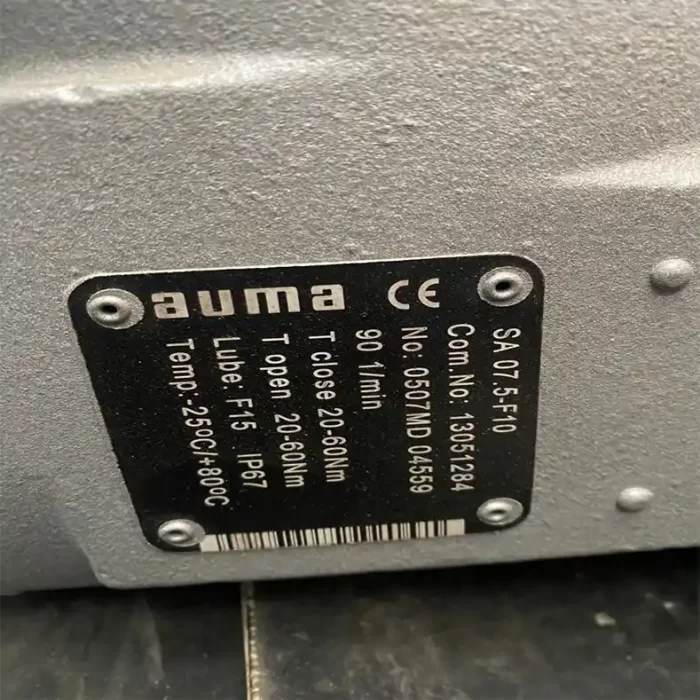 auma CE
SA 07.5-F10
Com.No: 13051284
No: 0507MD 04559
90 1/min
T close 20-60Nm
T open 20-60Nm
Lube: F15 IP67
Temp:-25ºC/+80ºC